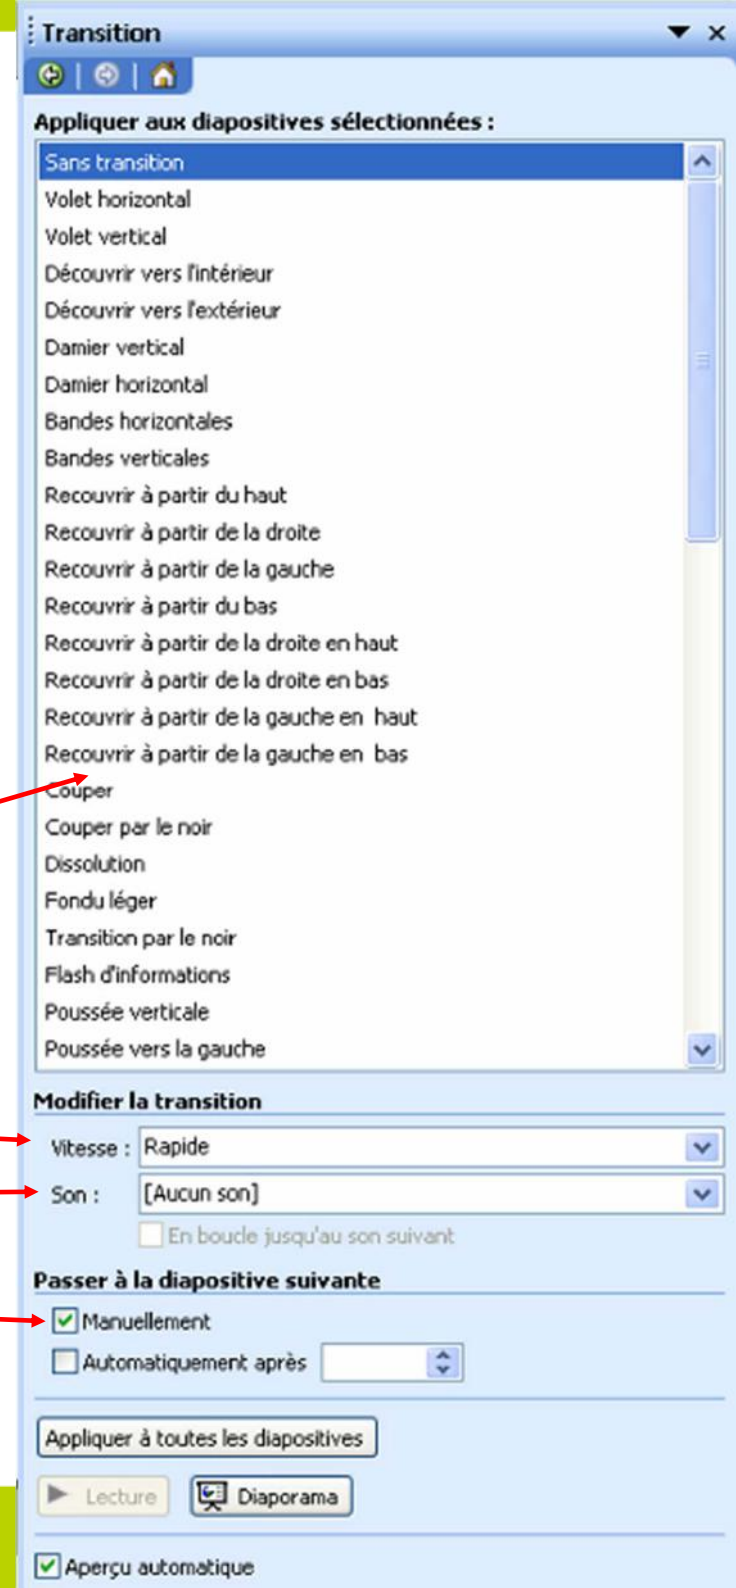 Transition
Appliquer aux diapositives sélectionnées :
Sans transition
Volet horizontal
Volet vertical
Découvrir vers l'intérieur
Découvrir vers l'extérieur
Damier vertical
Damier horizontal
Bandes horizontales
Bandes verticales
Recouvrir à partir du haut
Recouvrir à partir de la droite
Recouvrir à partir de la gauche
Recouvrir à partir du bas
Recouvrir à partir de la droite en haut
Recouvrir à partir de la droite en bas
Recouvrir à partir de la gauche en haut
Recouvrir à partir de la gauche en bas
Couper
Couper par le noir
Dissolution
Fondu léger
Transition par le noir
Flash d'informations
Poussée verticale
Poussée vers la gauche
Modifier la transition
Vitesse : Rapide
Son : [Aucun son]
En boucle jusqu'au son suivant
Passer à la diapositive suivante
Manuellement
Automatiquement après
Appliquer à toutes les diapositives
Lecture Diaporama
Aperçu automatique